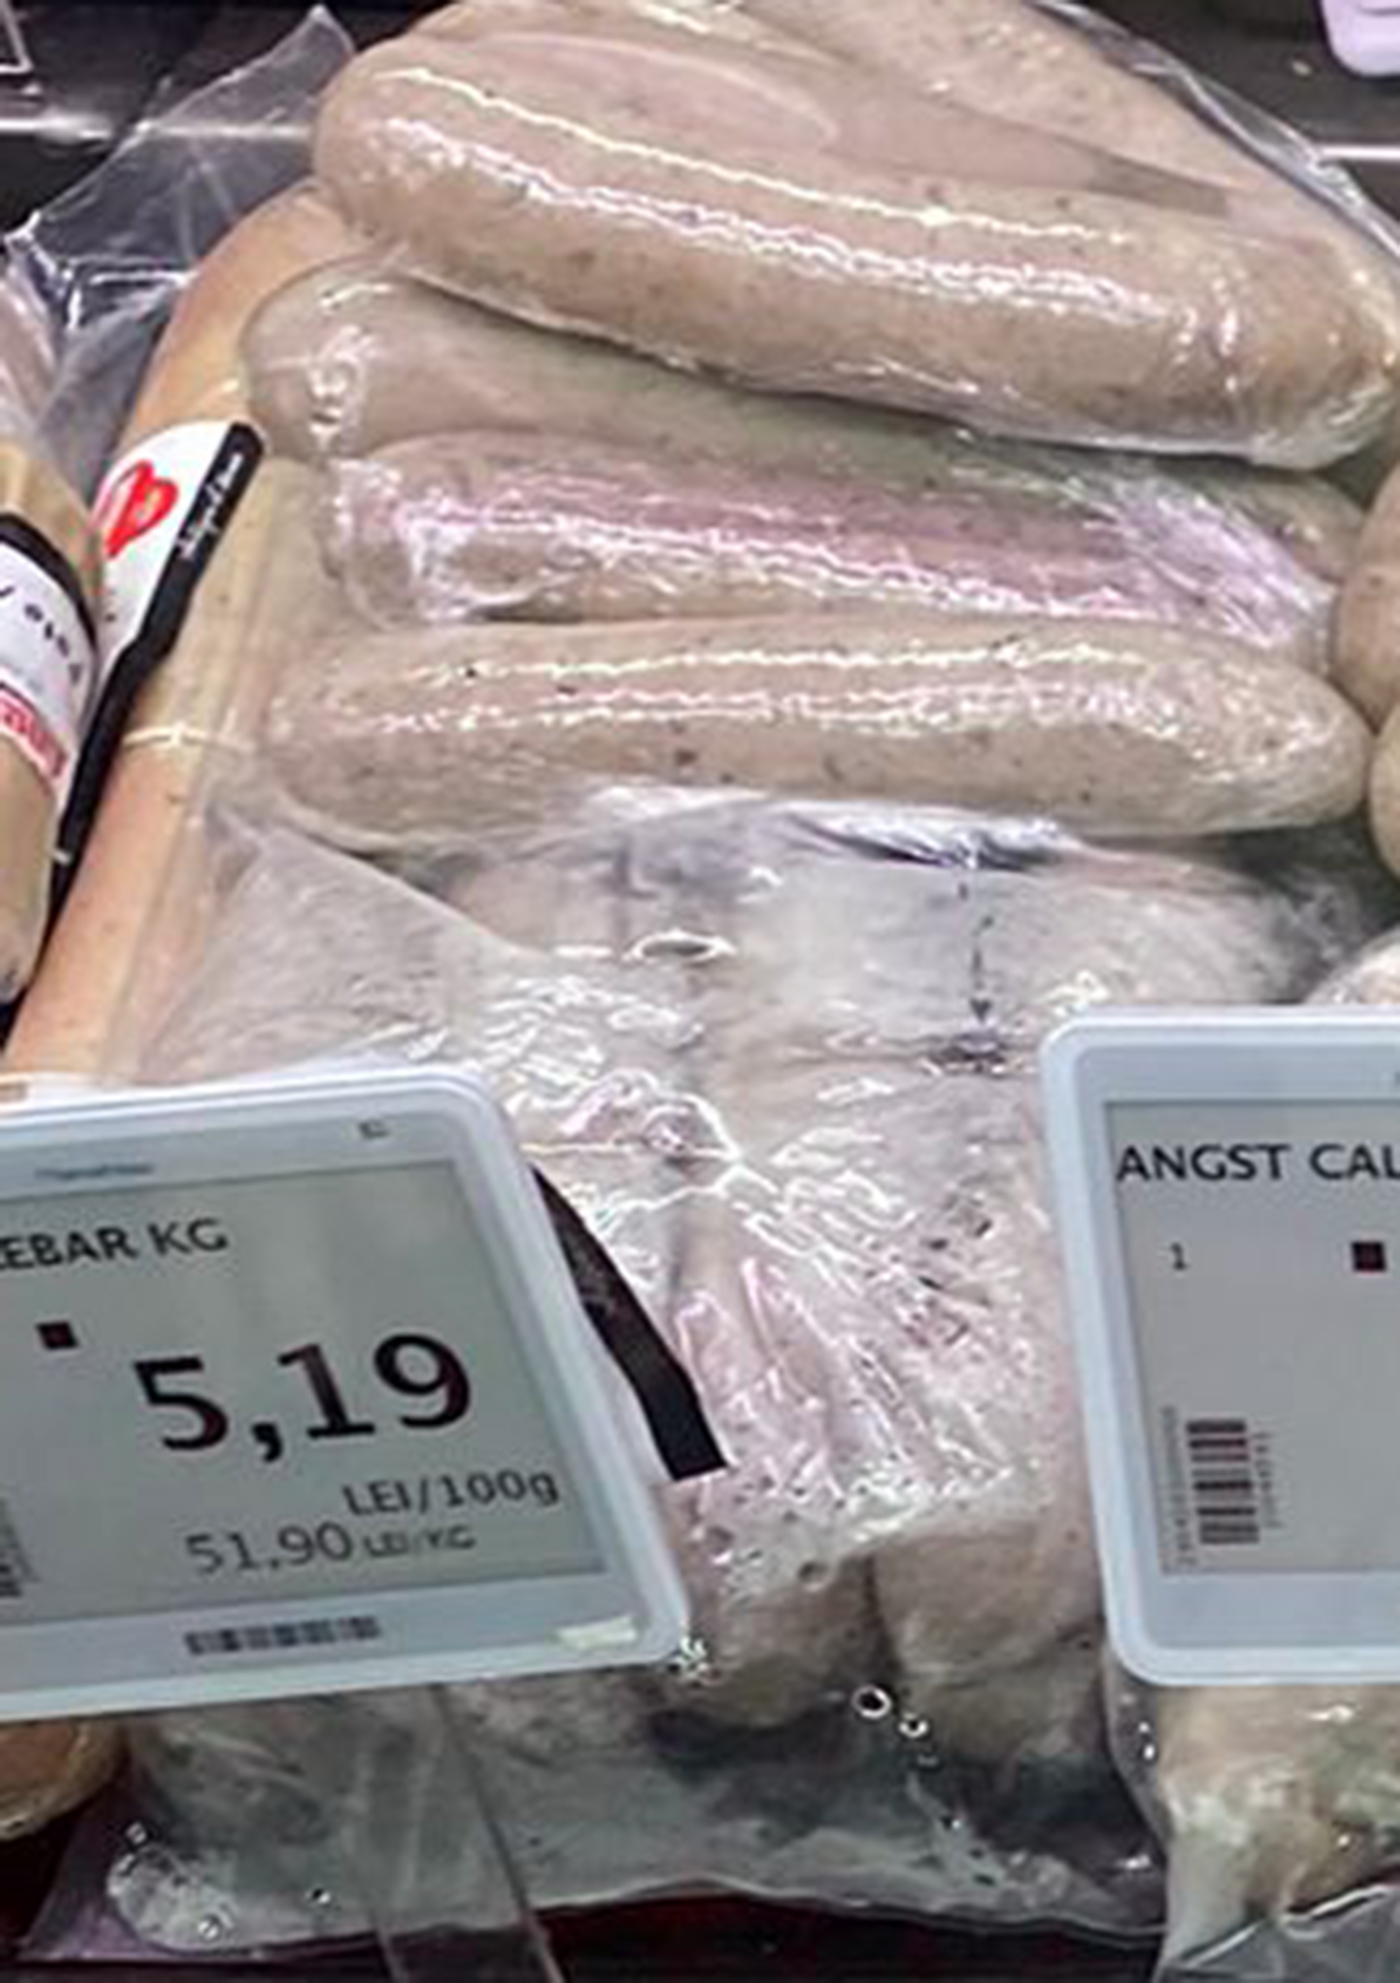 EBAR KG
5,19
LEI/100g
51,90 LEI/KG
ANGST CAL
1